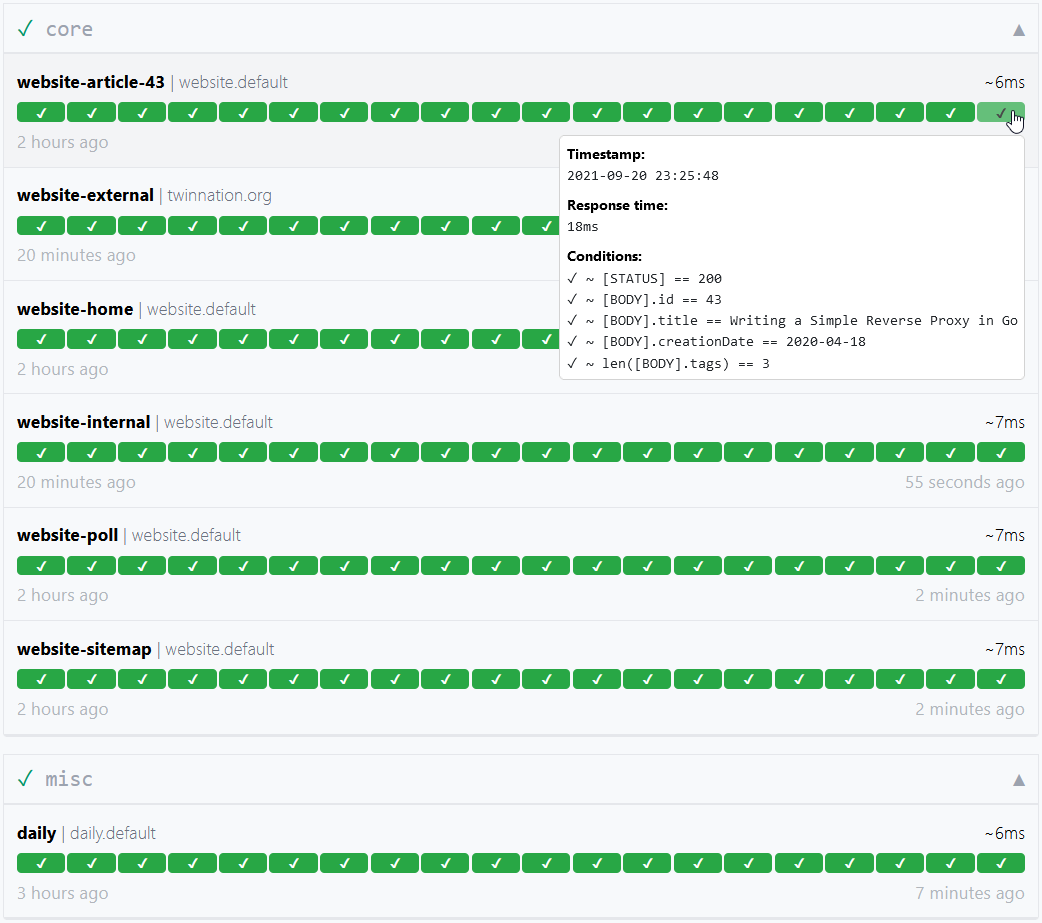 ✓ core ▲
website-article-43 | website.default ~6ms
✓ ✓ ✓ ✓ ✓ ✓ ✓ ✓ ✓ ✓ ✓ ✓ ✓ ✓ ✓ ✓ ✓ ✓ ✓ ✓
2 hours ago
Timestamp:
2021-09-20 23:25:48
Response time:
18ms
Conditions:
✓ ~ [STATUS] == 200
✓ ~ [BODY].id == 43
✓ ~ [BODY].title == Writing a Simple Reverse Proxy in Go
✓ ~ [BODY].creationDate == 2020-04-18
✓ ~ len([BODY].tags) == 3
website-external | twinnation.org
✓ ✓ ✓ ✓ ✓ ✓ ✓ ✓ ✓ ✓ ✓
20 minutes ago
website-home | website.default
✓ ✓ ✓ ✓ ✓ ✓ ✓ ✓ ✓ ✓ ✓
2 hours ago
website-internal | website.default ~7ms
✓ ✓ ✓ ✓ ✓ ✓ ✓ ✓ ✓ ✓ ✓ ✓ ✓ ✓ ✓ ✓ ✓ ✓ ✓ ✓
20 minutes ago 55 seconds ago
website-poll | website.default ~7ms
✓ ✓ ✓ ✓ ✓ ✓ ✓ ✓ ✓ ✓ ✓ ✓ ✓ ✓ ✓ ✓ ✓ ✓ ✓ ✓
2 hours ago 2 minutes ago
website-sitemap | website.default ~7ms
✓ ✓ ✓ ✓ ✓ ✓ ✓ ✓ ✓ ✓ ✓ ✓ ✓ ✓ ✓ ✓ ✓ ✓ ✓ ✓
2 hours ago 2 minutes ago
✓ misc ▲
daily | daily.default ~6ms
✓ ✓ ✓ ✓ ✓ ✓ ✓ ✓ ✓ ✓ ✓ ✓ ✓ ✓ ✓ ✓ ✓ ✓ ✓ ✓
3 hours ago 7 minutes ago